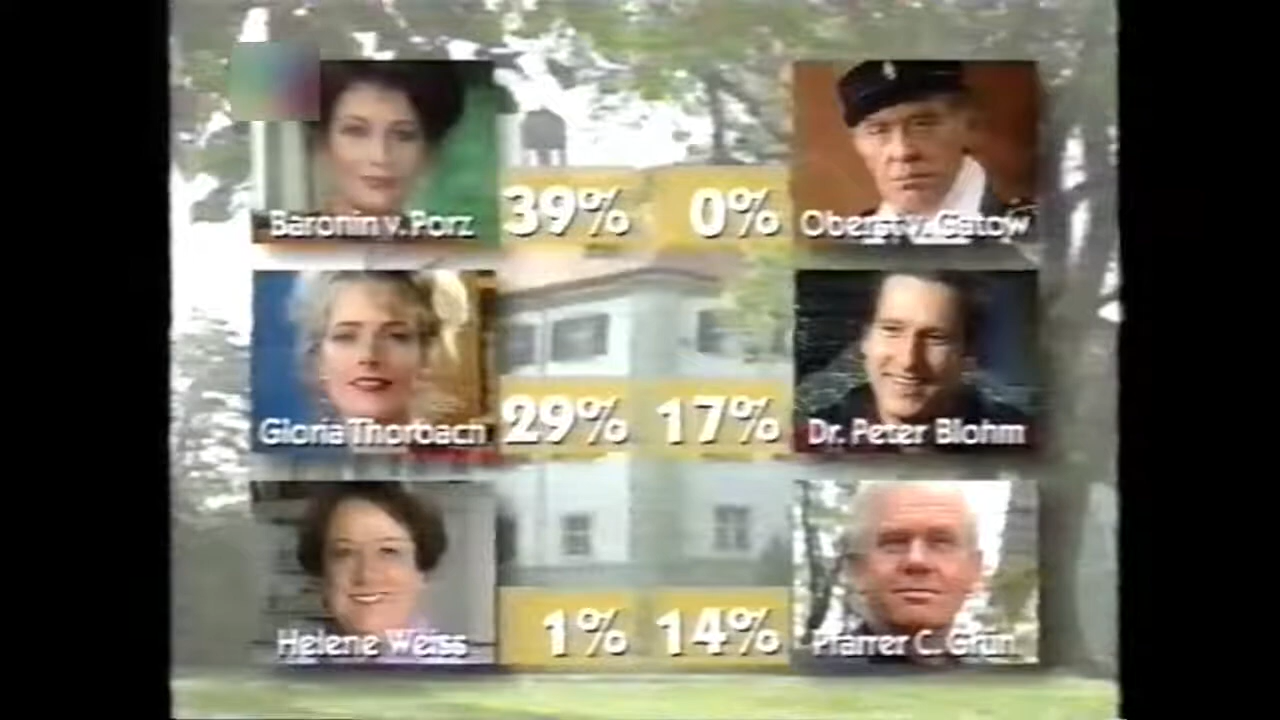 Baronin v. Porz 39% 0% Oberst v. Gatow
Gloria Thorbach 29% 17% Dr. Peter Blohm
Helene Weiss 1% 14% Pfarrer C. Grün